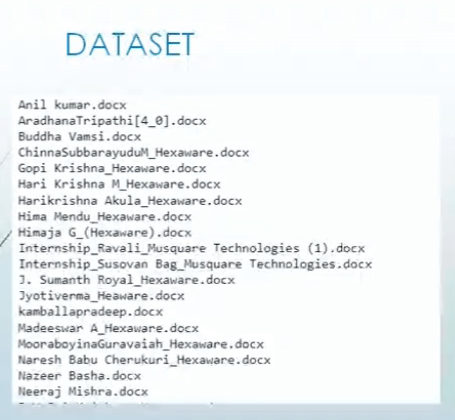 DATASET
Anil kumar.docx
AradhanaTripathi[4_0].docx
Buddha Vamsi.docx
ChinnaSubbarayuduM_Hexaware.docx
Gopi Krishna_Hexaware.docx
Hari Krishna M_Hexaware.docx
Harikrishna Akula_Hexaware.docx
Hima Mendu_Hexaware.docx
Himaja G_(Hexaware).docx
Internship_Ravali_Musquare Technologies (1).docx
Internship_Susovan Bag_Musquare Technologies.docx
J. Sumanth Royal_Hexaware.docx
Jyotiverma_Heaware.docx
kamballapradeep.docx
Madeeswar A_Hexaware.docx
MooraboyinaGuravaiah_Hexaware.docx
Naresh Babu Cherukuri_Hexaware.docx
Nazeer Basha.docx
Neeraj Mishra.docx